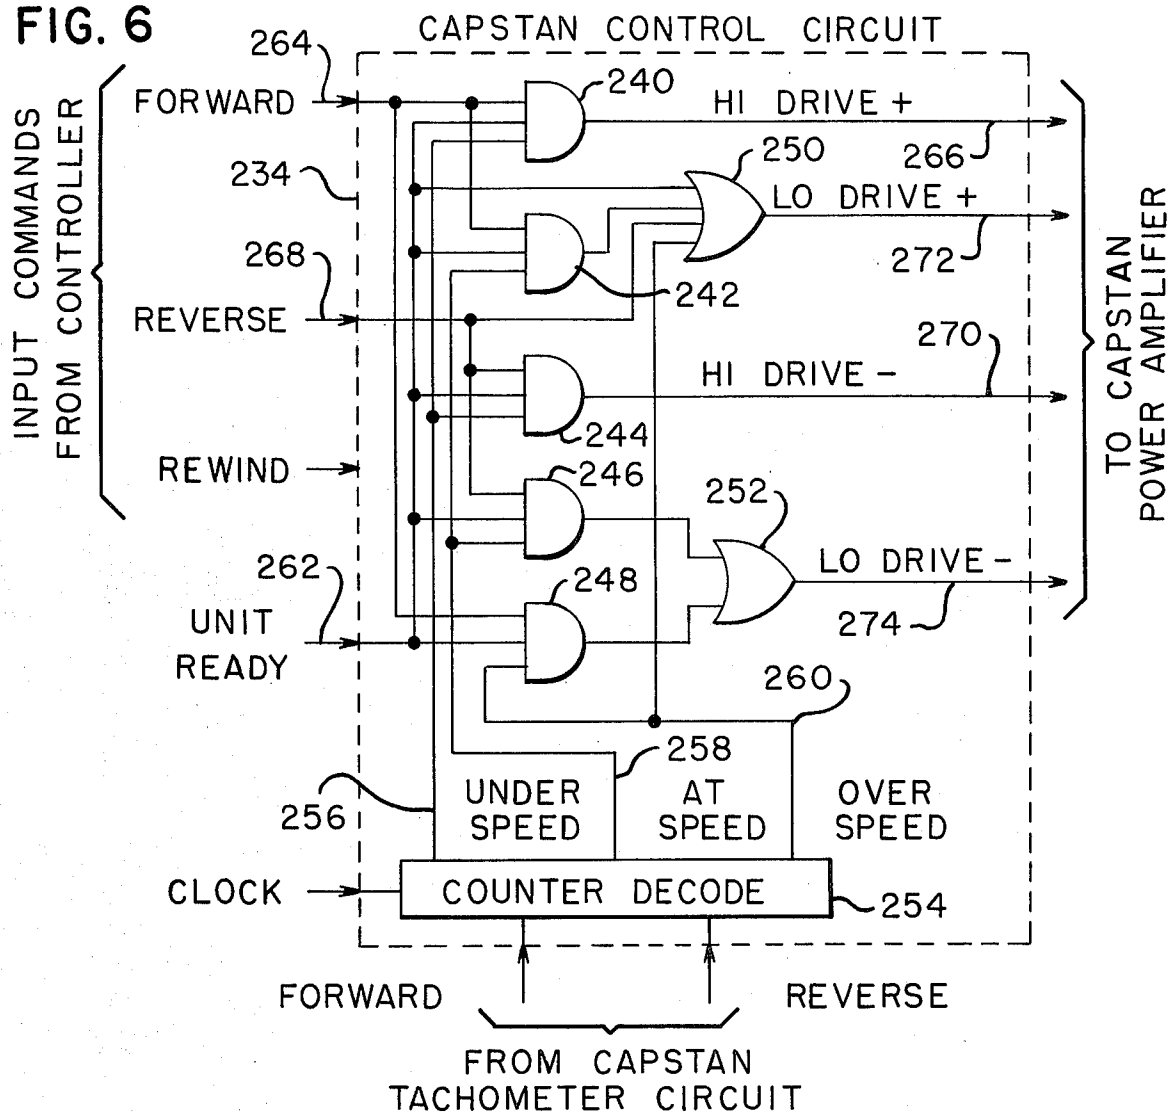 FIG. 6
CAPSTAN CONTROL CIRCUIT
INPUT COMMANDS
FROM CONTROLLER
264
FORWARD
240
HI DRIVE +
266
234
250
LO DRIVE +
272
268
242
REVERSE
270
HI DRIVE -
244
TO CAPSTAN
POWER AMPLIFIER
REWIND
246
252
262
248
LO DRIVE -
274
UNIT
READY
260
258
256
UNDER
SPEED
AT
SPEED
OVER
SPEED
CLOCK
COUNTER DECODE
254
FORWARD
REVERSE
FROM CAPSTAN
TACHOMETER CIRCUIT